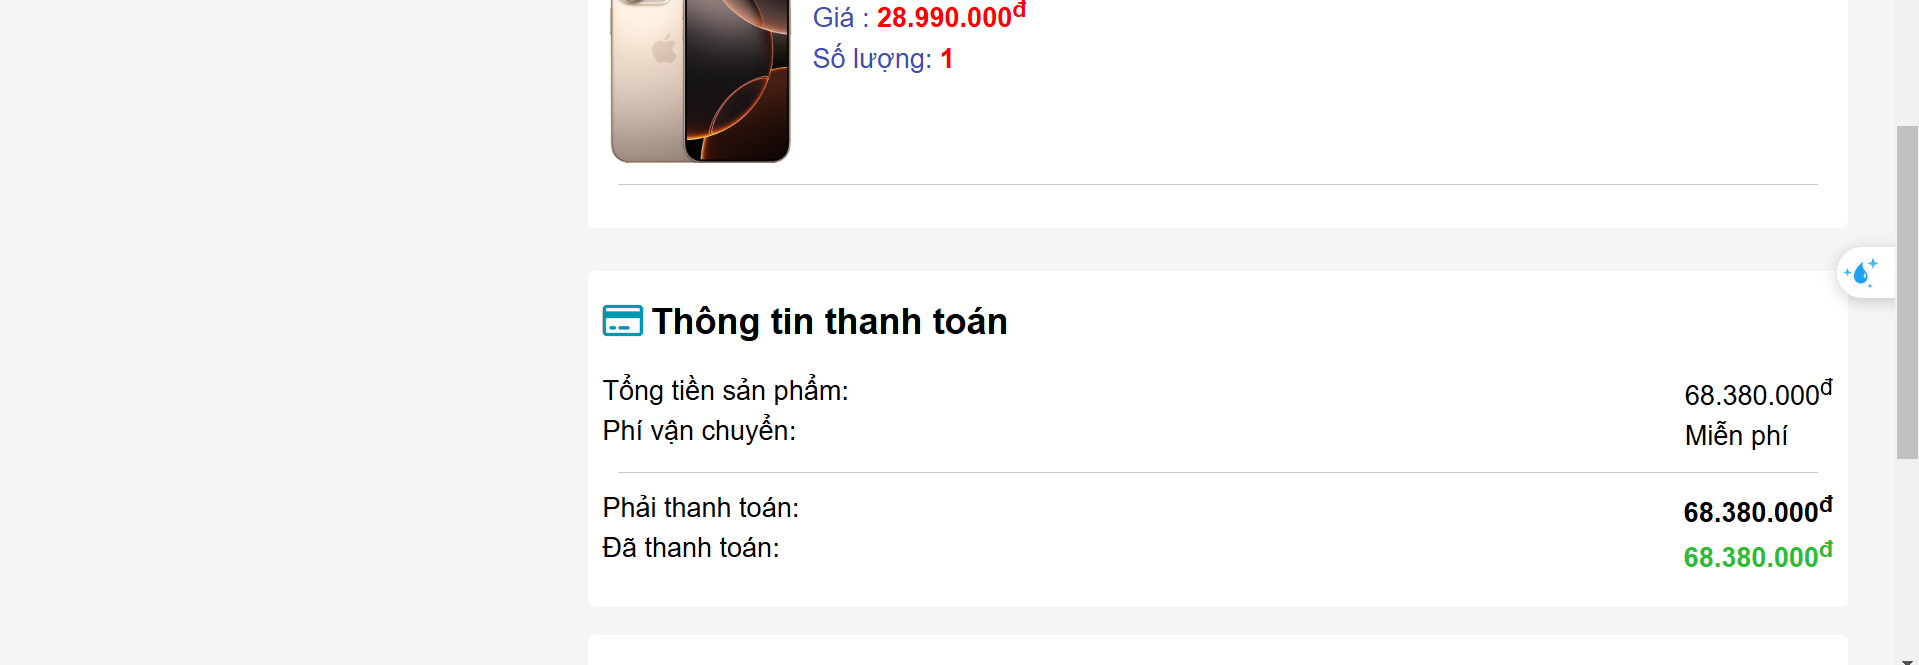 Giá : 28.990.000đ
Số lượng: 1
Thông tin thanh toán
Tổng tiền sản phẩm: 68.380.000đ
Phí vận chuyển: Miễn phí
Phải thanh toán: 68.380.000đ
Đã thanh toán: 68.380.000đ